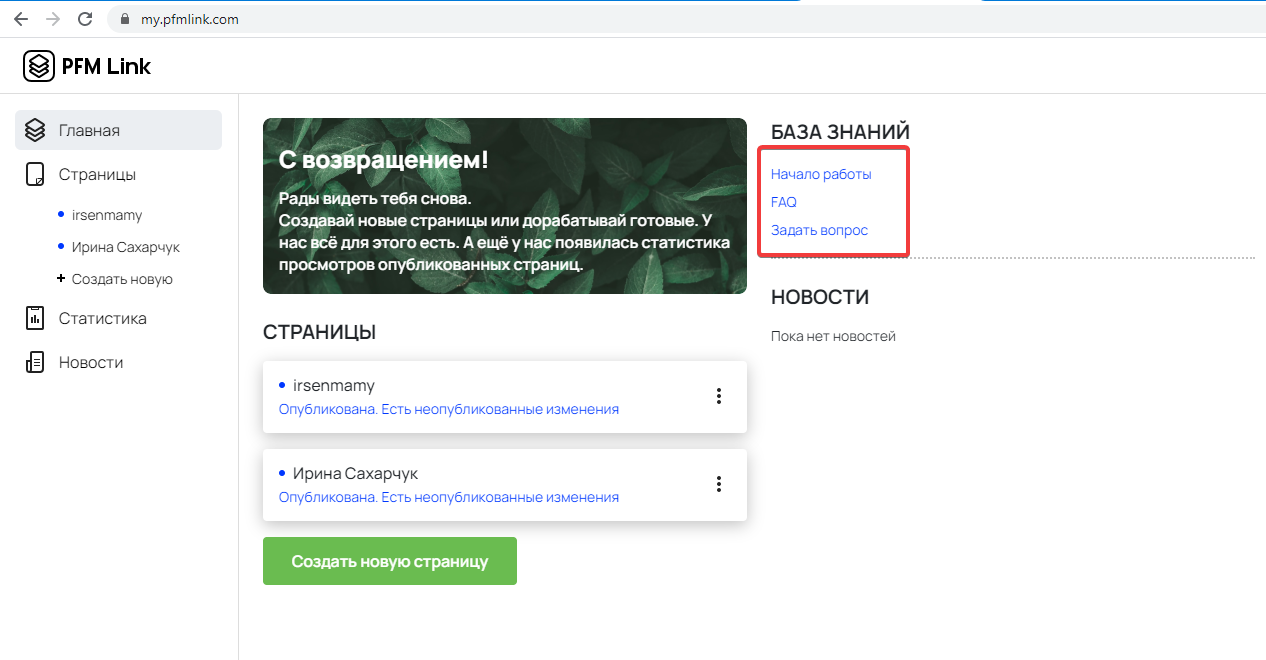 my.pfmlink.com
PFM Link
Главная
Страницы
irsenmamy
Ирина Сахарчук
+ Создать новую
Статистика
Новости
С возвращением!
Рады видеть тебя снова.
Создавай новые страницы или дорабатывай готовые. У
нас всё для этого есть. А ещё у нас появилась статистика
просмотров опубликованных страниц.
СТРАНИЦЫ
irsenmamy
Опубликована. Есть неопубликованные изменения
Ирина Сахарчук
Опубликована. Есть неопубликованные изменения
Создать новую страницу
БАЗА ЗНАНИЙ
Начало работы
FAQ
Задать вопрос
НОВОСТИ
Пока нет новостей